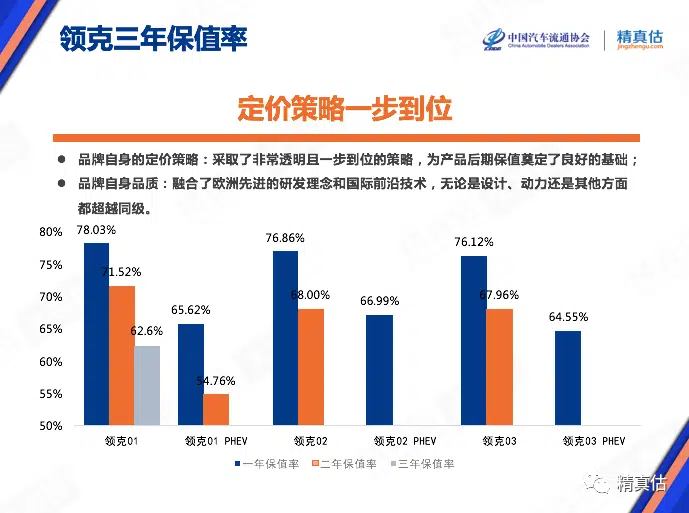 领克三年保值率
中国汽车流通协会
China Automobile Dealers Association
精真估
jingzhengu.com
定价策略一步到位
● 品牌自身的定价策略：采取了非常透明且一步到位的策略，为产品后期保值奠定了良好的基础；
● 品牌自身品质：融合了欧洲先进的研发理念和国际前沿技术，无论是设计、动力还是其他方面
都超越同级。
80%
75%
70%
65%
60%
55%
50%
78.03%
71.52%
62.6%
65.62%
54.76%
76.86%
68.00%
66.99%
76.12%
67.96%
64.55%
领克01
领克01 PHEV
领克02
领克02 PHEV
领克03
领克03 PHEV
一年保值率 二年保值率 三年保值率
精真估